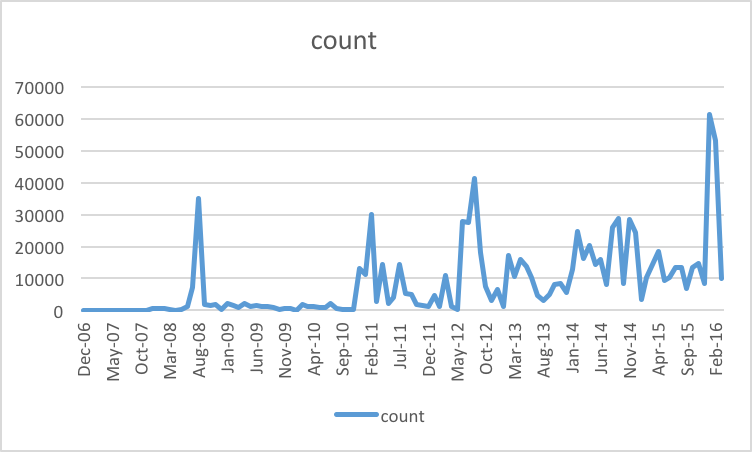 count
70000
60000
50000
40000
30000
20000
10000
0
Dec-06 May-07 Oct-07 Mar-08 Aug-08 Jan-09 Jun-09 Nov-09 Apr-10 Sep-10 Feb-11 Jul-11 Dec-11 May-12 Oct-12 Mar-13 Aug-13 Jan-14 Jun-14 Nov-14 Apr-15 Sep-15 Feb-16
count